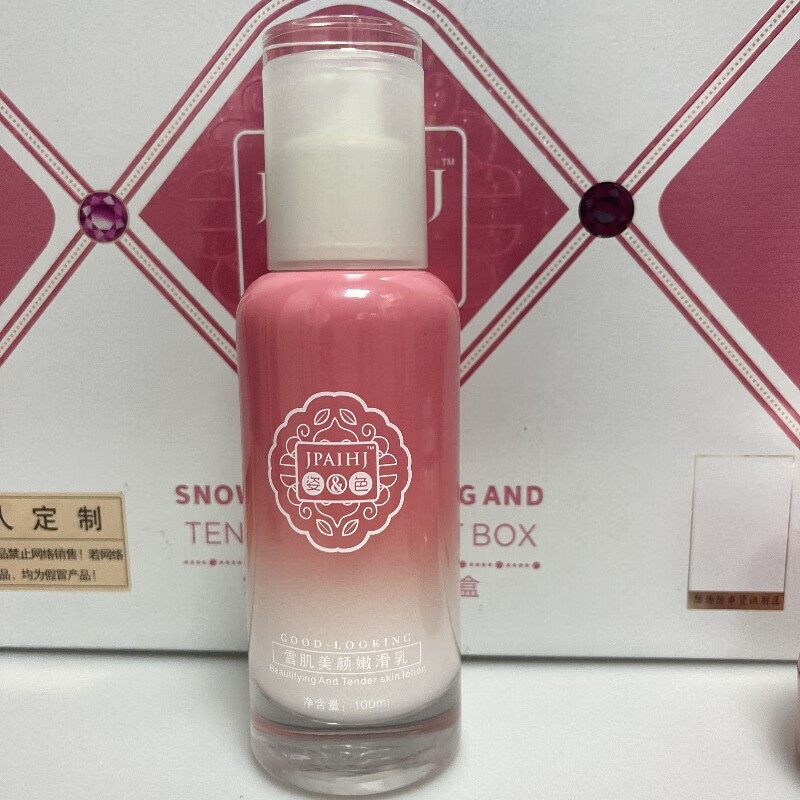 J J
TM
JPAIHJ
TM
姿&色
SNOW G AND
TEN T BOX
盒
人定制
品禁止网络销售！若网络
品，均为假冒产品！
GOOD-LOOKING
雪肌美颜嫩滑乳
Beautifying And Tender skin lotion
净含量：100ml